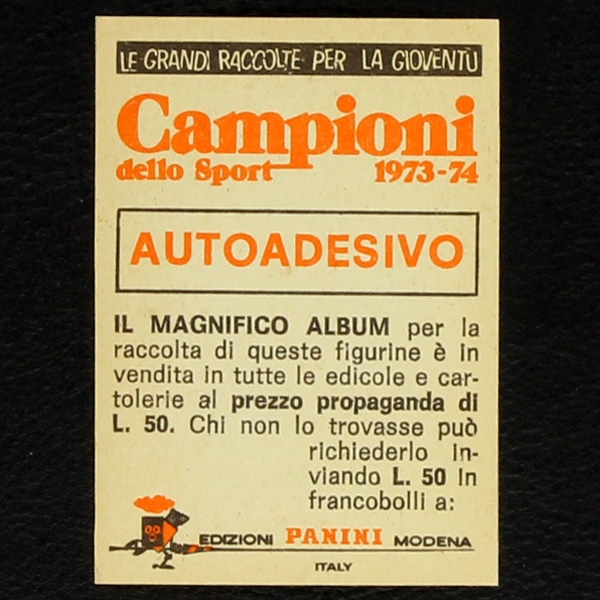 LE GRANDI RACCOLTE PER LA GIOVENTÙ
Campioni
dello Sport 1973-74
AUTOADESIVO
IL MAGNIFICO ALBUM per la
raccolta di queste figurine è in
vendita in tutte le edicole e car-
tolerie al prezzo propaganda di
L. 50. Chi non lo trovasse può
richiederlo in-
viando L. 50 in
francobolli a:
EDIZIONI PANINI MODENA
ITALY